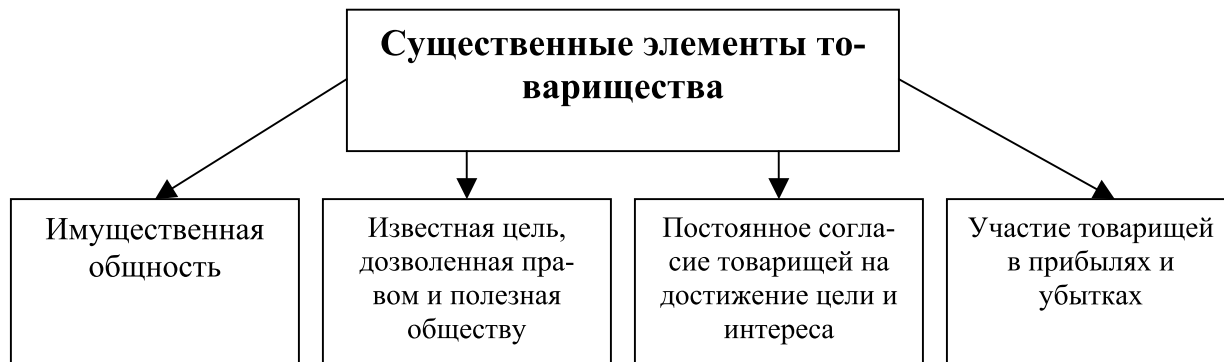 Существенные элементы то-
варищества
Имущественная
общность
Известная цель,
дозволенная пра-
вом и полезная
обществу
Постоянное согла-
сие товарищей на
достижение цели и
интереса
Участие товарищей
в прибылях и
убытках